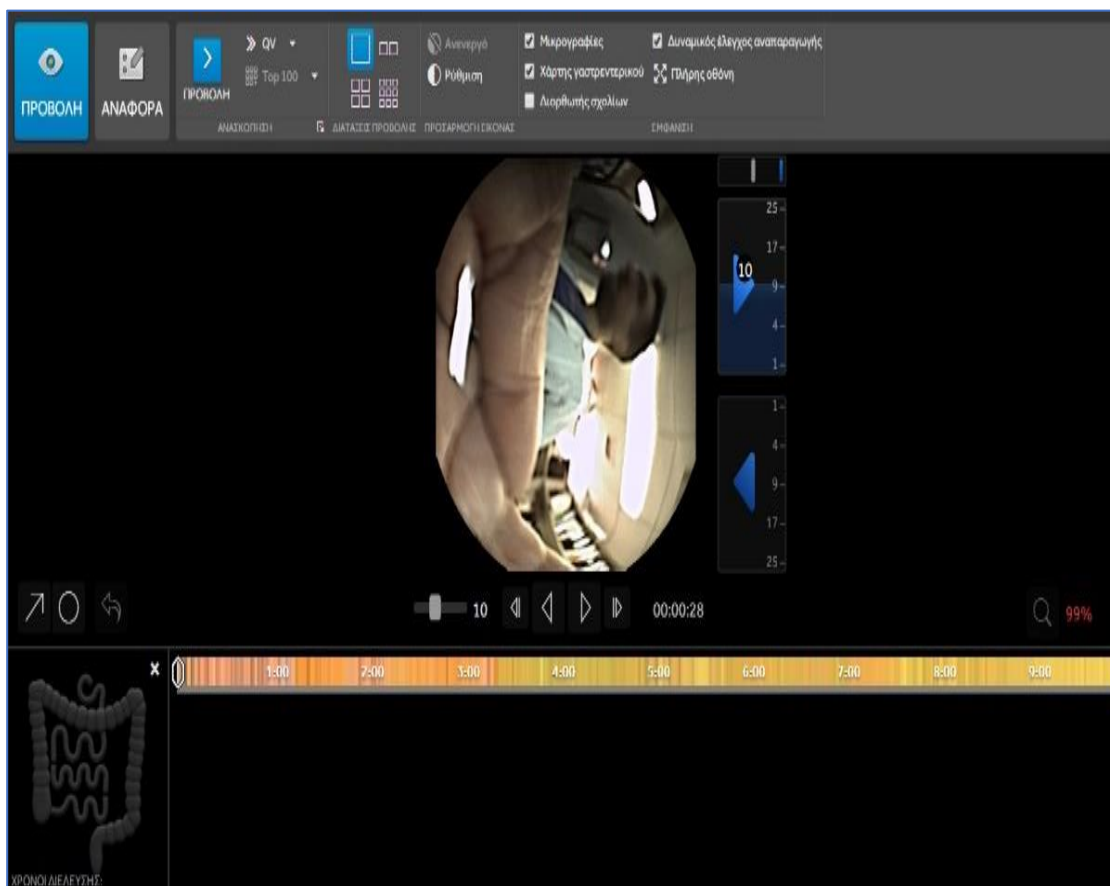 ΠΡΟΒΟΛΗ
ΑΝΑΦΟΡΑ
ΠΡΟΒΟΛΗ
QV
Top 100
ΑΝΑΣΚΟΠΗΣΗ
ΔΙΑΤΑΞΕΙΣ ΠΡΟΒΟΛΗΣ
Ανενεργό
Ρύθμιση
ΠΡΟΣΑΡΜΟΓΗ ΕΙΚΟΝΑΣ
Μικρογραφίες
Χάρτης γαστρεντερικού
Διορθωτής σχολίων
Δυναμικός έλεγχος αναπαραγωγής
Πλήρης οθόνη
ΕΜΦΑΝΙΣΗ
25
17
10
9
4
1
1
4
9
17
25
10
00:00:28
99%
1:00 2:00 3:00 4:00 5:00 6:00 7:00 8:00 9:00
ΧΡΟΝΟΙ ΔΙΕΛΕΥΣΗΣ: